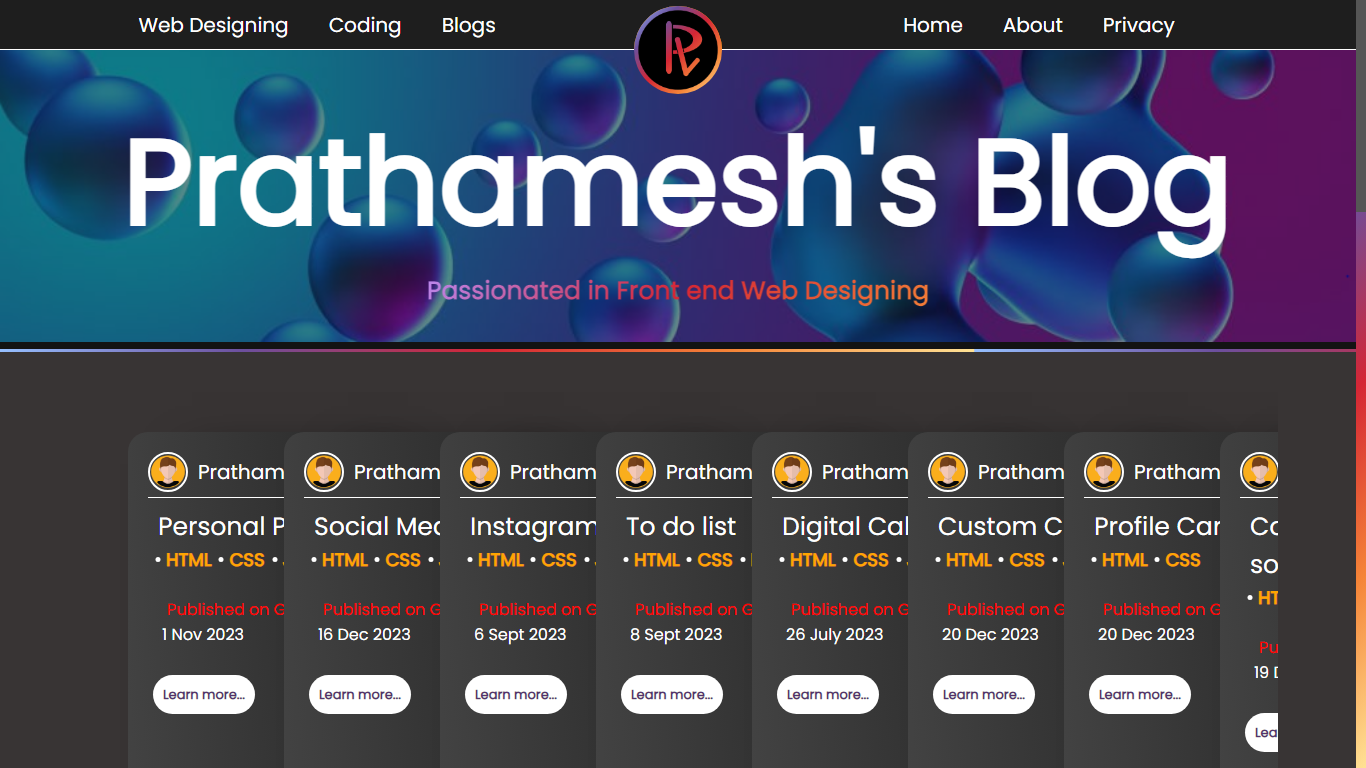 Web Designing Coding Blogs Home About Privacy
Prathamesh's Blog
Passionated in Front end Web Designing
Pratham Pratham Pratham Pratham Pratham Pratham Pratham
Personal P Social Med Instagram To do list Digital Cal Custom C Profile Car Co
so
• HTML • CSS • • HTML • CSS • • HTML • CSS • • HTML • CSS • • HTML • CSS • • HTML • CSS • • HTML • CSS
• HT
Published on G Published on G Published on G Published on G Published on G Published on G Published on G
1 Nov 2023 16 Dec 2023 6 Sept 2023 8 Sept 2023 26 July 2023 20 Dec 2023 20 Dec 2023
Pu
19 D
Learn more... Learn more... Learn more... Learn more... Learn more... Learn more... Learn more...
Lea